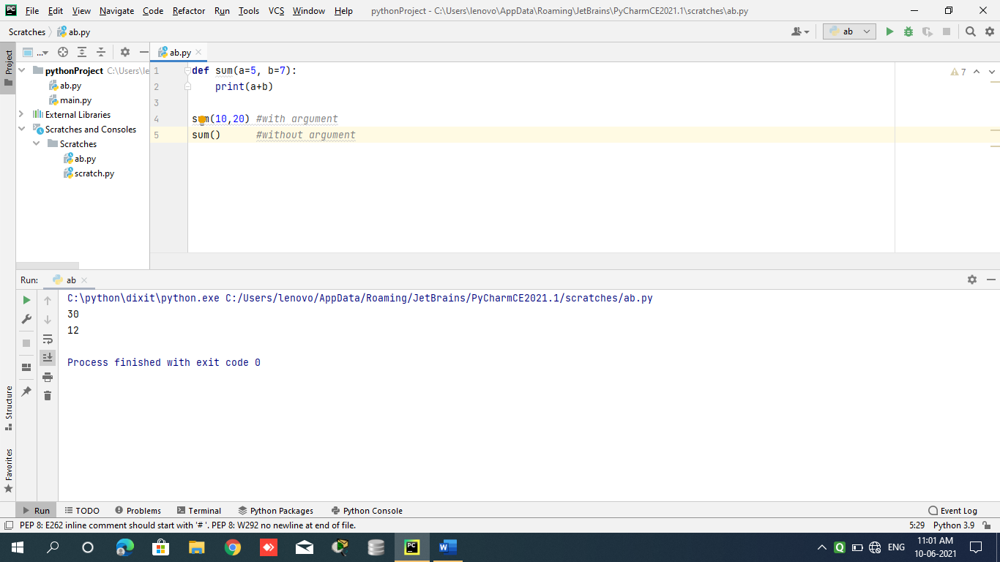 PC File Edit View Navigate Code Refactor Run Tools VCS Window Help pythonProject - C:\Users\lenovo\AppData\Roaming\JetBrains\PyCharmCE2021.1\scratches\ab.py
Scratches ab.py ab
Project
... ab.py
pythonProject C:\Users\le
ab.py
main.py
External Libraries
Scratches and Consoles
Scratches
ab.py
scratch.py
1 def sum(a=5, b=7):
2 print(a+b)
3
4 sum(10,20) #with argument
5 sum() #without argument
7
Run: ab
C:\python\dixit\python.exe C:/Users/lenovo/AppData/Roaming/JetBrains/PyCharmCE2021.1/scratches/ab.py
30
12
Process finished with exit code 0
Structure
Favorites
Run TODO Problems Terminal Python Packages Python Console Event Log
PEP 8: E262 inline comment should start with '# '. PEP 8: W292 no newline at end of file. 5:29 Python 3.9
PC W Q ENG 11:01 AM
10-06-2021